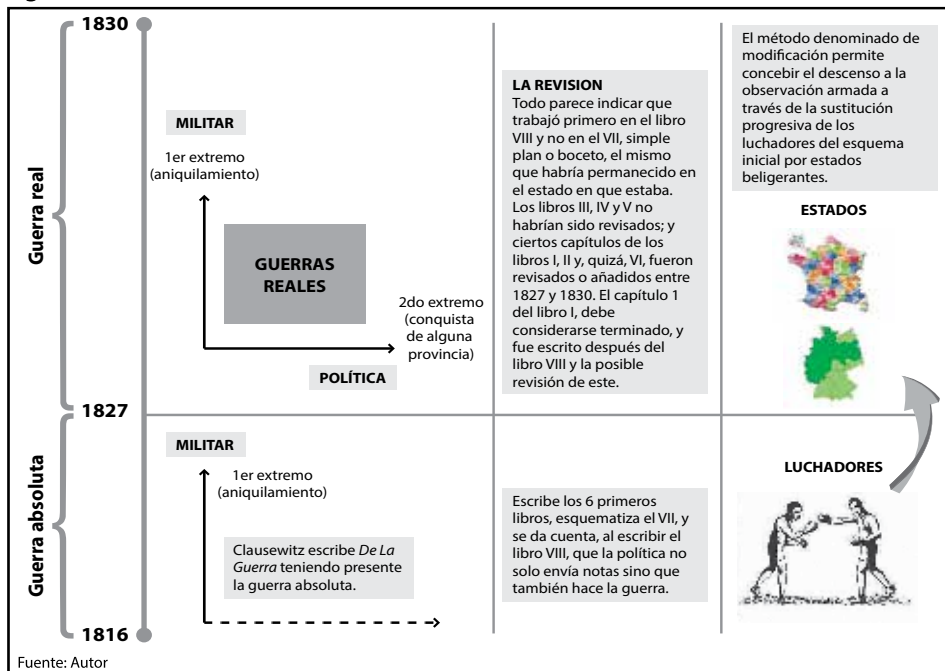 1830
Guerra real
MILITAR
1er extremo
(aniquilamiento)
GUERRAS
REALES
2do extremo
(conquista
de alguna
provincia)
POLÍTICA
LA REVISION
Todo parece indicar que
trabajó primero en el libro
VIII y no en el VII, simple
plan o boceto, el mismo
que habría permanecido en
el estado en que estaba.
Los libros III, IV y V no
habrían sido revisados; y
ciertos capítulos de los
libros I, II y, quizá, VI, fueron
revisados o añadidos entre
1827 y 1830. El capítulo 1
del libro I, debe
considerarse terminado, y
fue escrito después del
libro VIII y la posible
revisión de este.
El método denominado de
modificación permite
concebir el descenso a la
observación armada a
través de la sustitución
progresiva de los
luchadores del esquema
inicial por estados
beligerantes.
ESTADOS
1827
Guerra absoluta
MILITAR
1er extremo
(aniquilamiento)
Clausewitz escribe De La
Guerra teniendo presente
la guerra absoluta.
Escribe los 6 primeros
libros, esquematiza el VII, y
se da cuenta, al escribir el
libro VIII, que la política no
solo envía notas sino que
también hace la guerra.
LUCHADORES
1816
Fuente: Autor